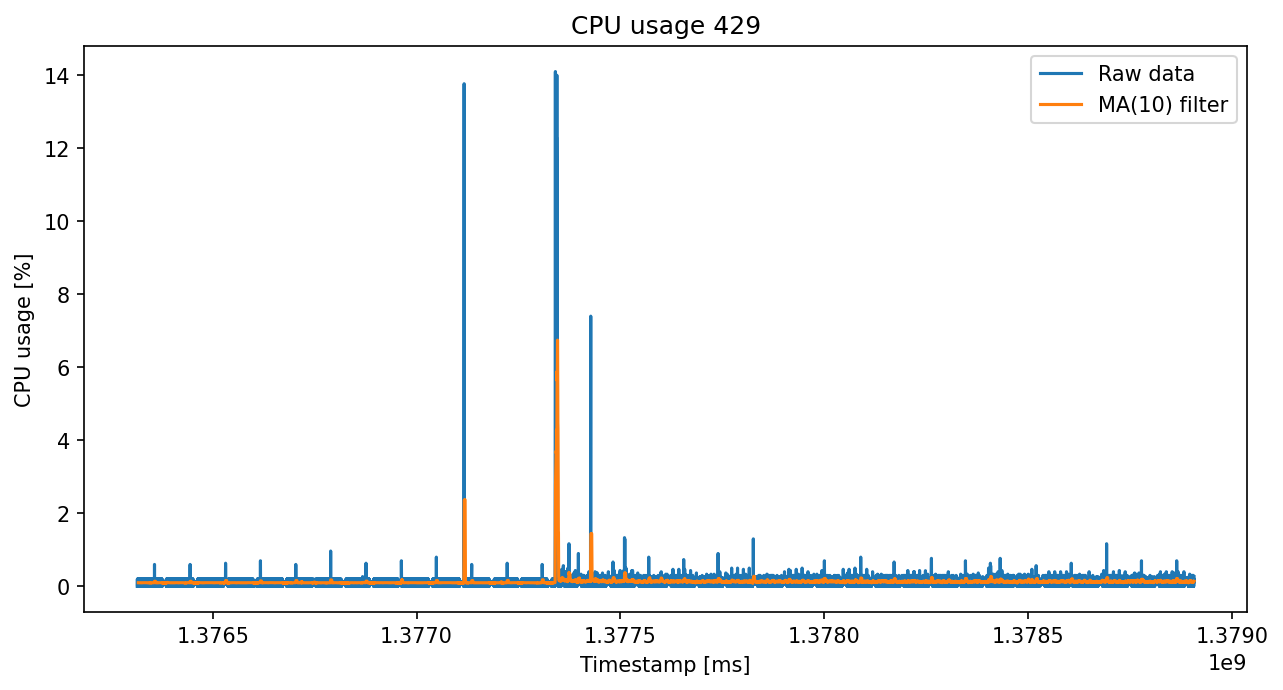 CPU usage 429
Raw data
MA(10) filter
CPU usage [%]
14
12
10
8
6
4
2
0
1.3765 1.3770 1.3775 1.3780 1.3785 1.3790
1e9
Timestamp [ms]